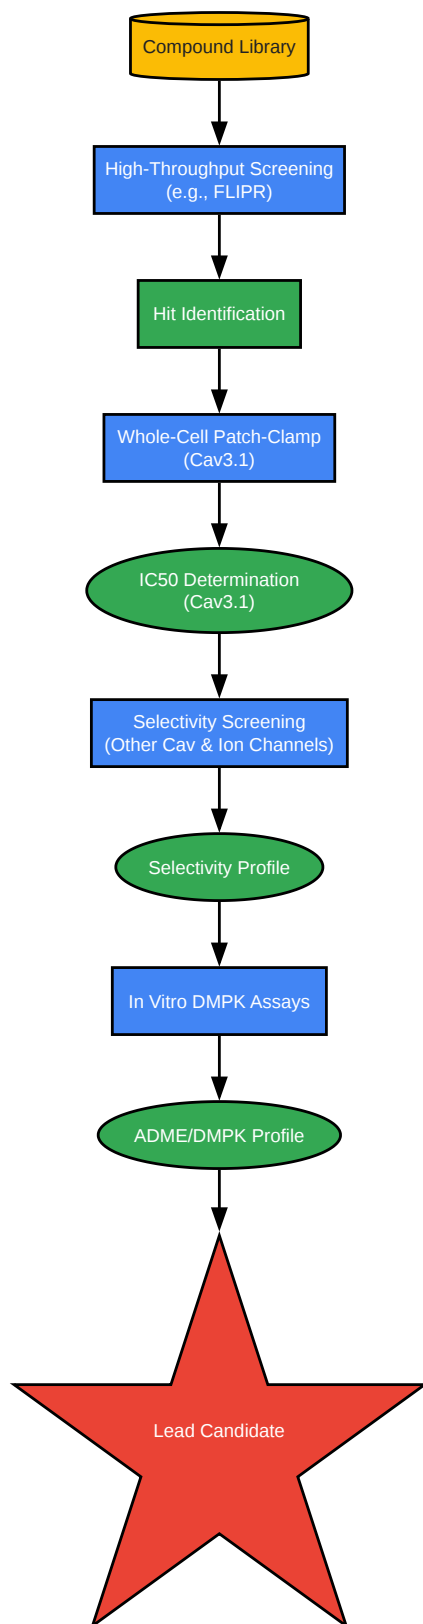 Compound Library
High-Throughput Screening
(e.g., FLIPR)
Hit Identification
Whole-Cell Patch-Clamp
(Cav3.1)
IC50 Determination
(Cav3.1)
Selectivity Screening
(Other Cav & Ion Channels)
Selectivity Profile
In Vitro DMPK Assays
ADME/DMPK Profile
Lead Candidate